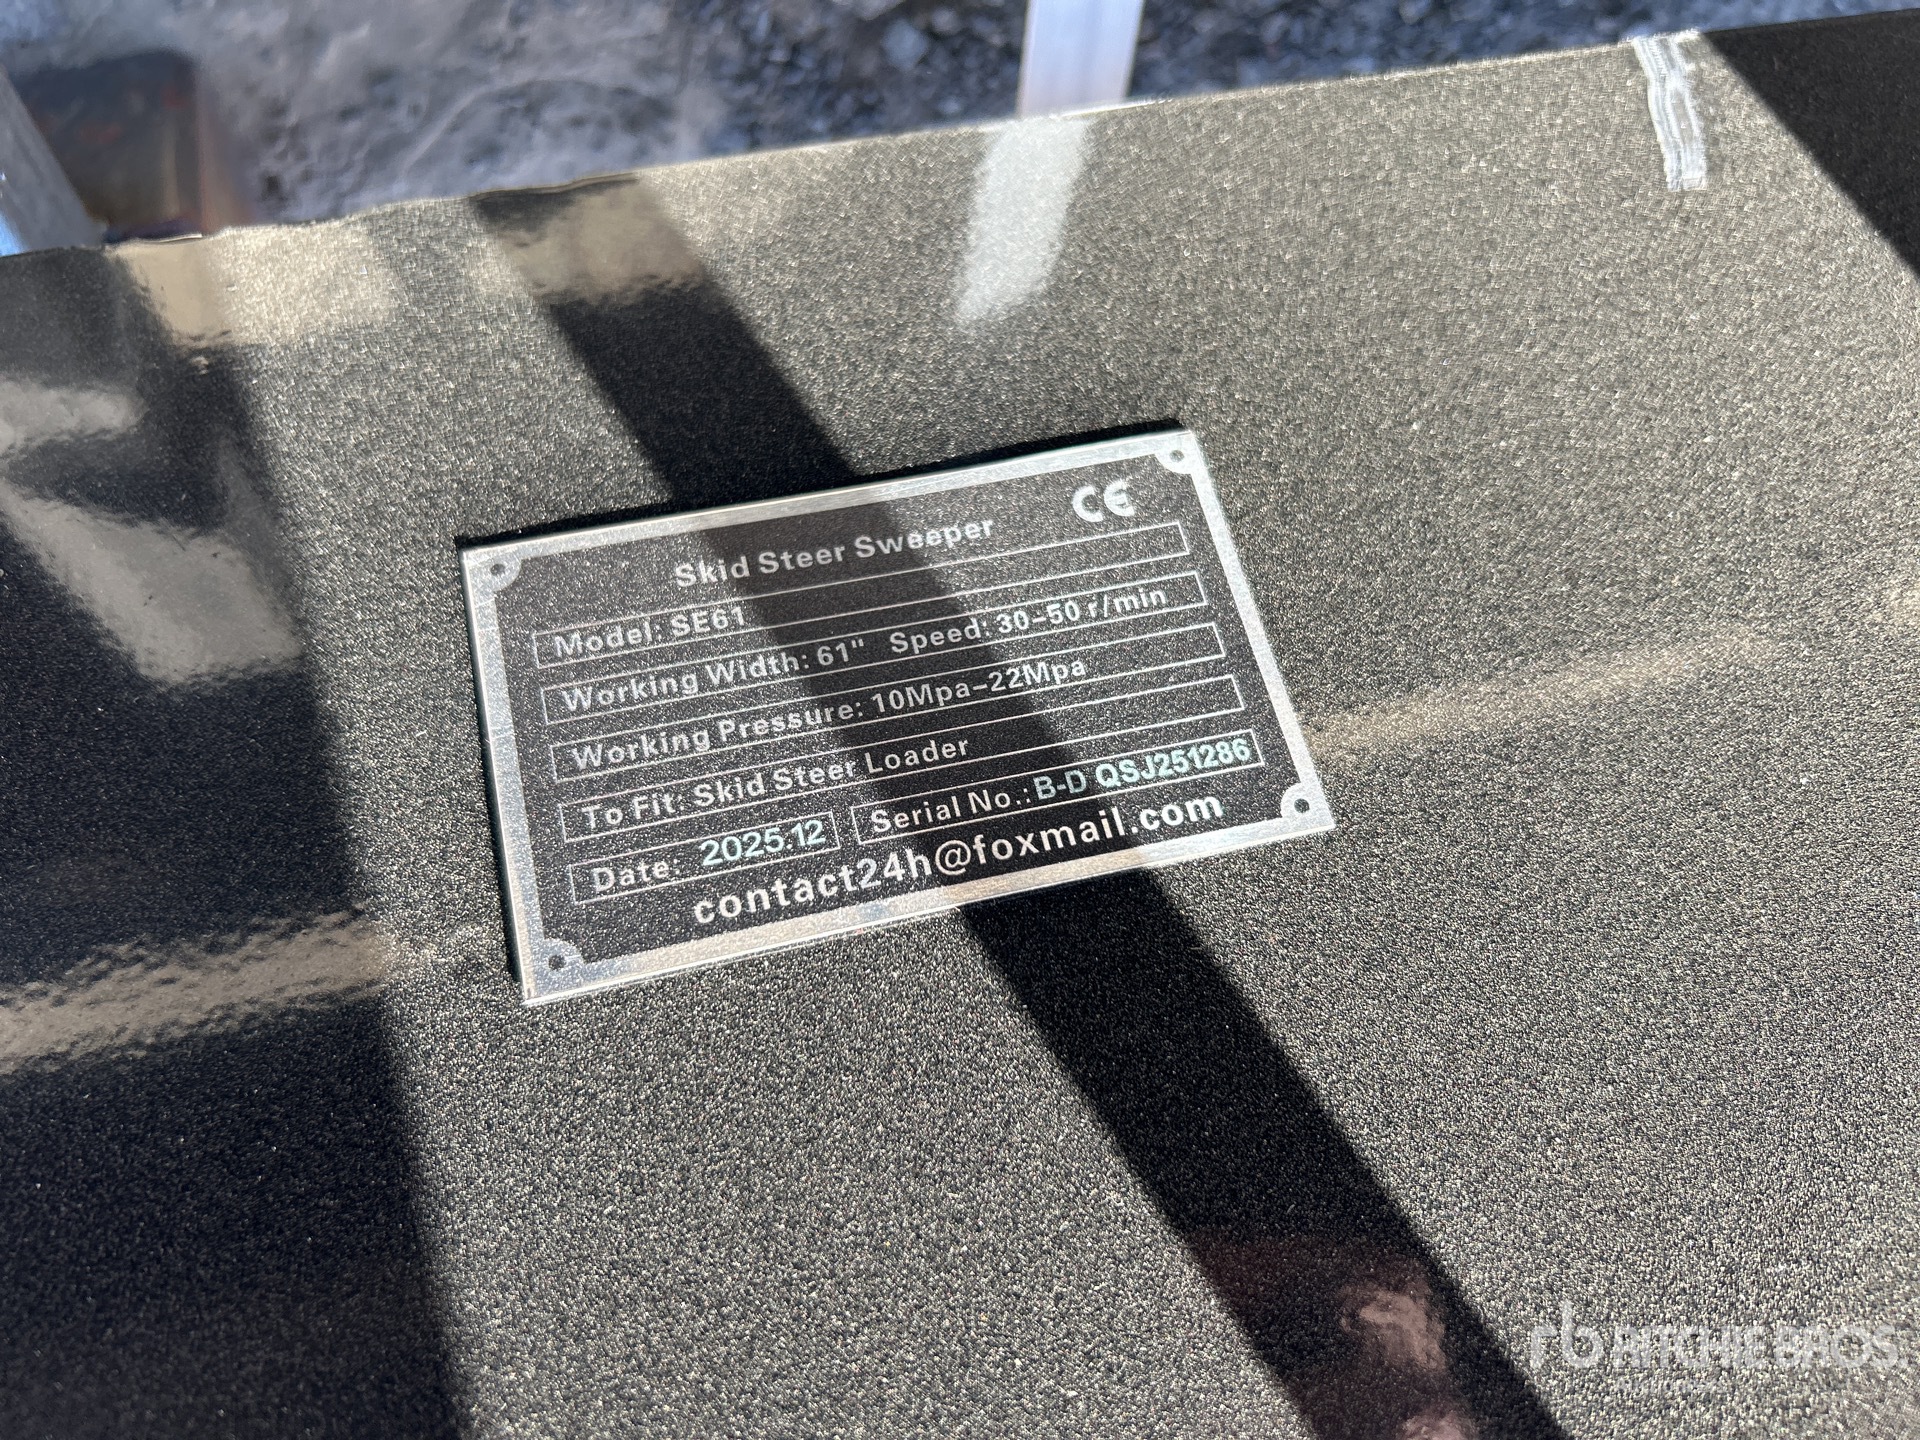 CE
Skid Steer Sweeper
Model: SE61
Working Width: 61" Speed: 30-50 r/min
Working Pressure: 10Mpa-22Mpa
To Fit: Skid Steer Loader
Date: 2025.12 Serial No.: B-D QSJ251286
contact24h@foxmail.com
rb RITCHIE BROS.